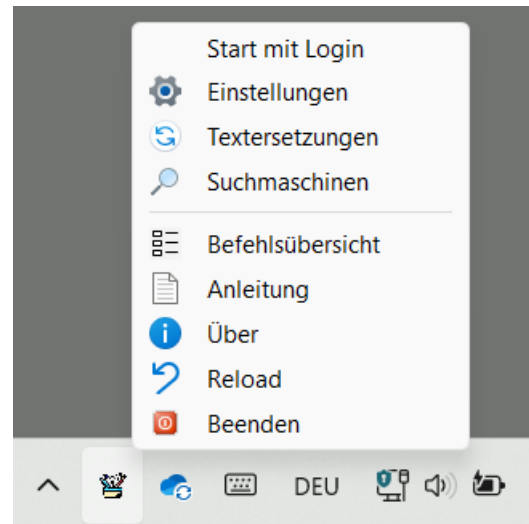 Start mit Login
Einstellungen
Textersetzungen
Suchmaschinen
Befehlsübersicht
Anleitung
Über
Reload
Beenden
DEU